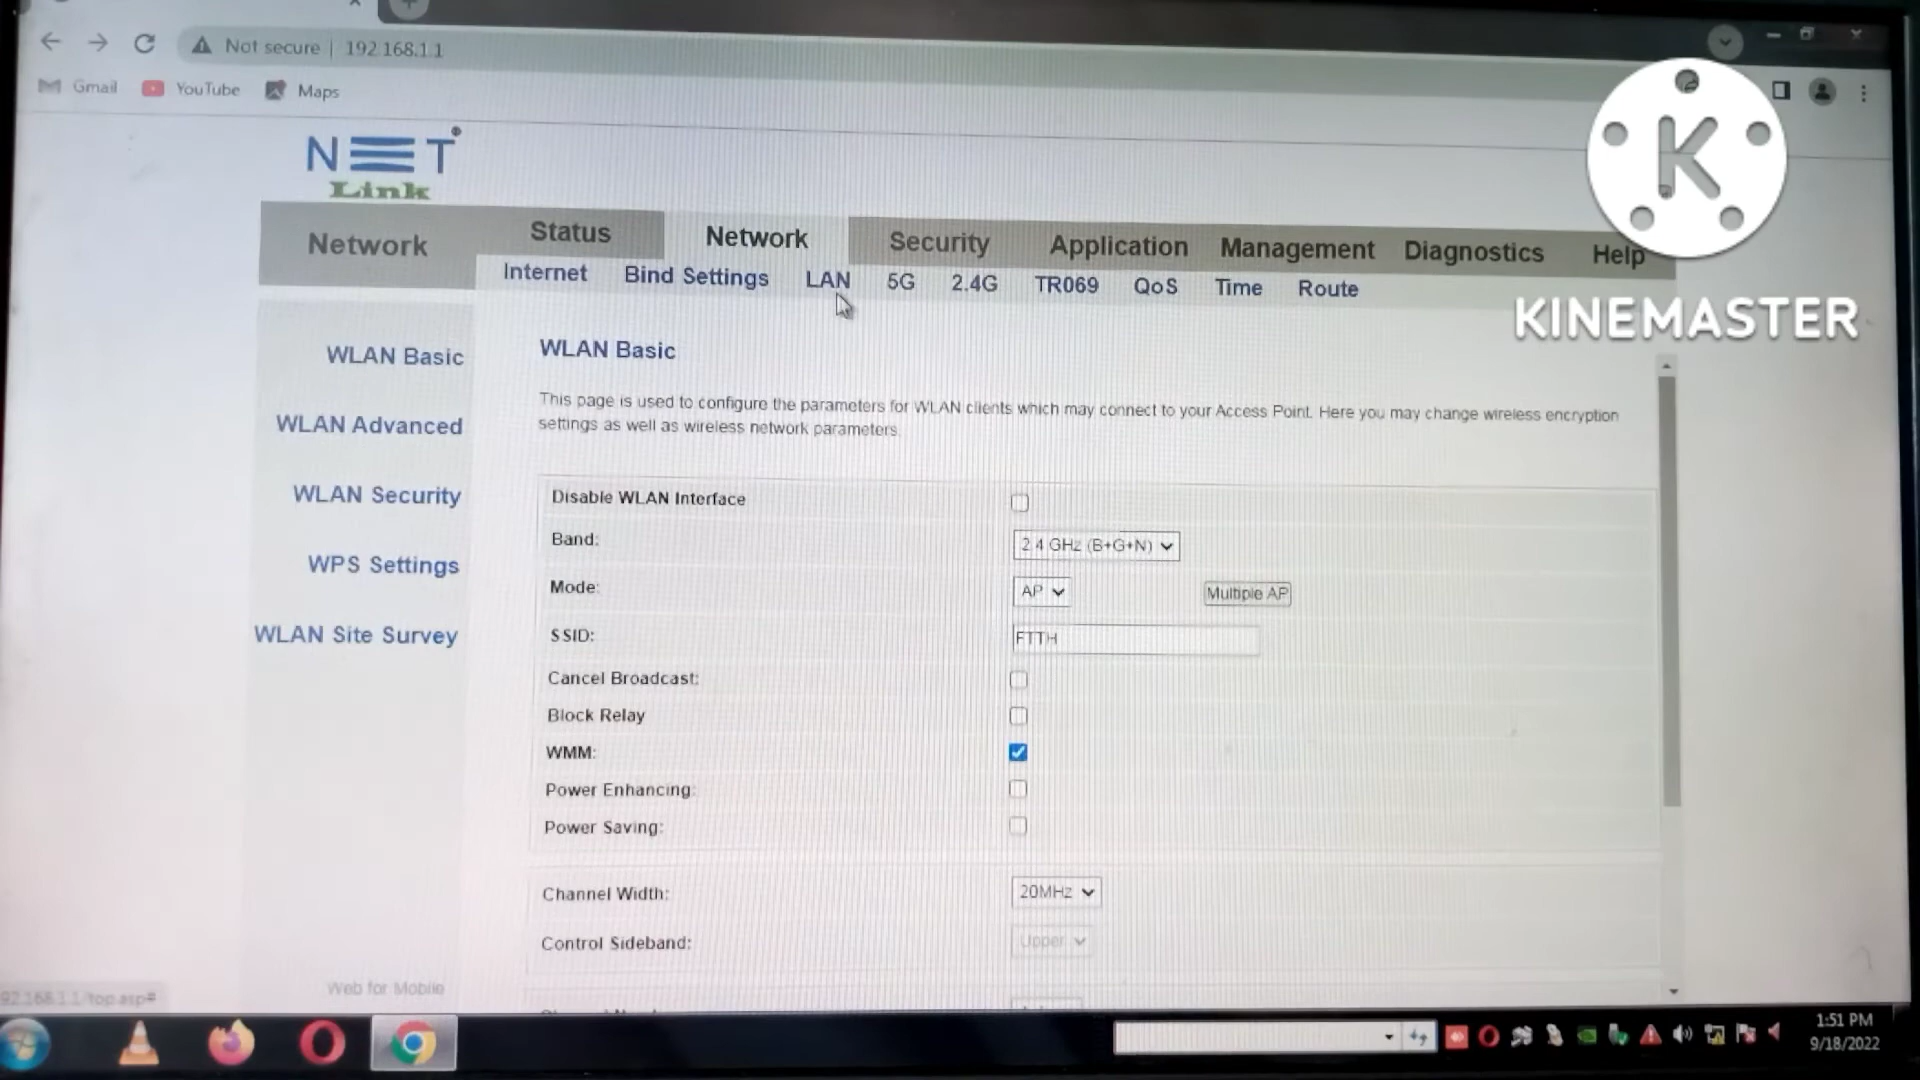 Not secure | 192.168.1.1
Gmail YouTube Maps
NET
Link
KINEMASTER
Network
Status Network Security Application Management Diagnostics Help
Internet Bind Settings LAN 5G 2.4G TR069 QoS Time Route
WLAN Basic
WLAN Advanced
WLAN Security
WPS Settings
WLAN Site Survey
Web for Mobile
WLAN Basic
This page is used to configure the parameters for WLAN clients which may connect to your Access Point. Here you may change wireless encryption
settings as well as wireless network parameters.
Disable WLAN Interface
Band: 2.4 GHz (B+G+N)
Mode: AP Multiple AP
SSID: FTTH
Cancel Broadcast:
Block Relay
WMM:
Power Enhancing:
Power Saving:
Channel Width: 20MHz
Control Sideband: Upper
92.168.1.1/top.asp#
1:51 PM
9/18/2022